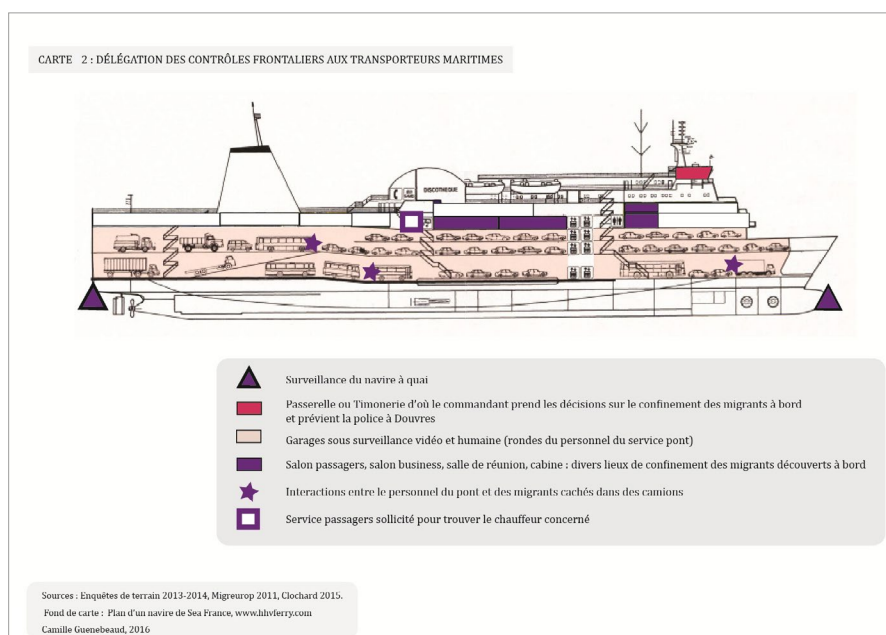 CARTE 2 : DÉLÉGATION DES CONTRÔLES FRONTALIERS AUX TRANSPORTEURS MARITIMES
DISCOTHEQUE
Surveillance du navire à quai
Passerelle ou Timonerie d'où le commandant prend les décisions sur le confinement des migrants à bord
et prévient la police à Douvres
Garages sous surveillance vidéo et humaine (rondes du personnel du service pont)
Salon passagers, salon business, salle de réunion, cabine : divers lieux de confinement des migrants découverts à bord
Interactions entre le personnel du pont et des migrants cachés dans des camions
Service passagers sollicité pour trouver le chauffeur concerné
Sources : Enquêtes de terrain 2013-2014, Migreurop 2011, Clochard 2015.
Fond de carte : Plan d'un navire de Sea France, www.hhvferry.com
Camille Guenebeaud, 2016